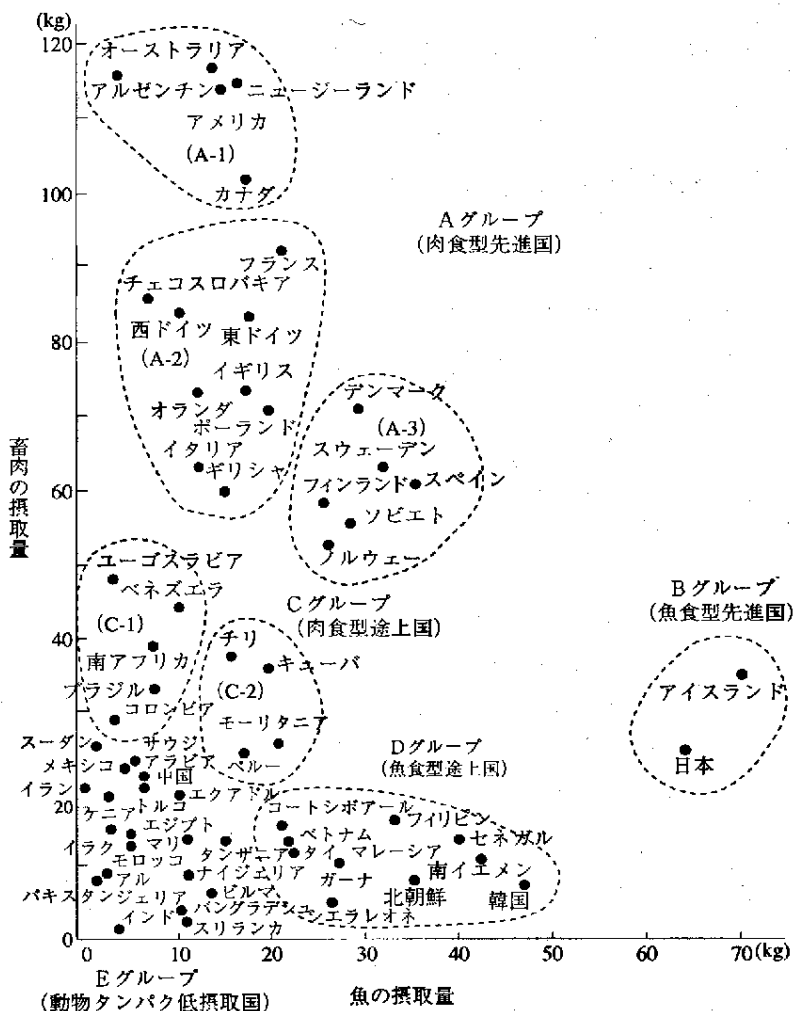 (kg)
120
オーストラリア
アルゼンチン
ニュージーランド
アメリカ
(A-1)
カナダ
100
Aグループ
(肉食型先進国)
フランス
チェコスロバキア
西ドイツ
東ドイツ
(A-2)
80
イギリス
オランダ
ポーランド
イタリア
ギリシャ
デンマーク
(A-3)
スウェーデン
フィンランド
スペイン
ソビエト
ノルウェー
60
畜肉の摂取量
ユーゴスラビア
ベネズエラ
(C-1)
南アフリカ
ブラジル
コロンビア
40
Cグループ
(肉食型途上国)
チリ
キューバ
(C-2)
モーリタニア
ペルー
Bグループ
(魚食型先進国)
アイスランド
日本
スーダン
サウジ
アラビア
メキシコ
中国
イラン
トルコ
エクアドル
20
ケニア
エジプト
イラク
マリ
タンザニア
モロッコ
アル
ジェリア
ナイジェリア
パキスタン
ビルマ
バングラデシュ
インド
スリランカ
Dグループ
(魚食型途上国)
コートジボアール
フィリピン
ベトナム
セネガル
タイ
マレーシア
南イエメン
ガーナ
北朝鮮
韓国
シエラレオネ
0
0 10 20 30 40 50 60 70 (kg)
Eグループ
(動物タンパク低摂取国)
魚の摂取量